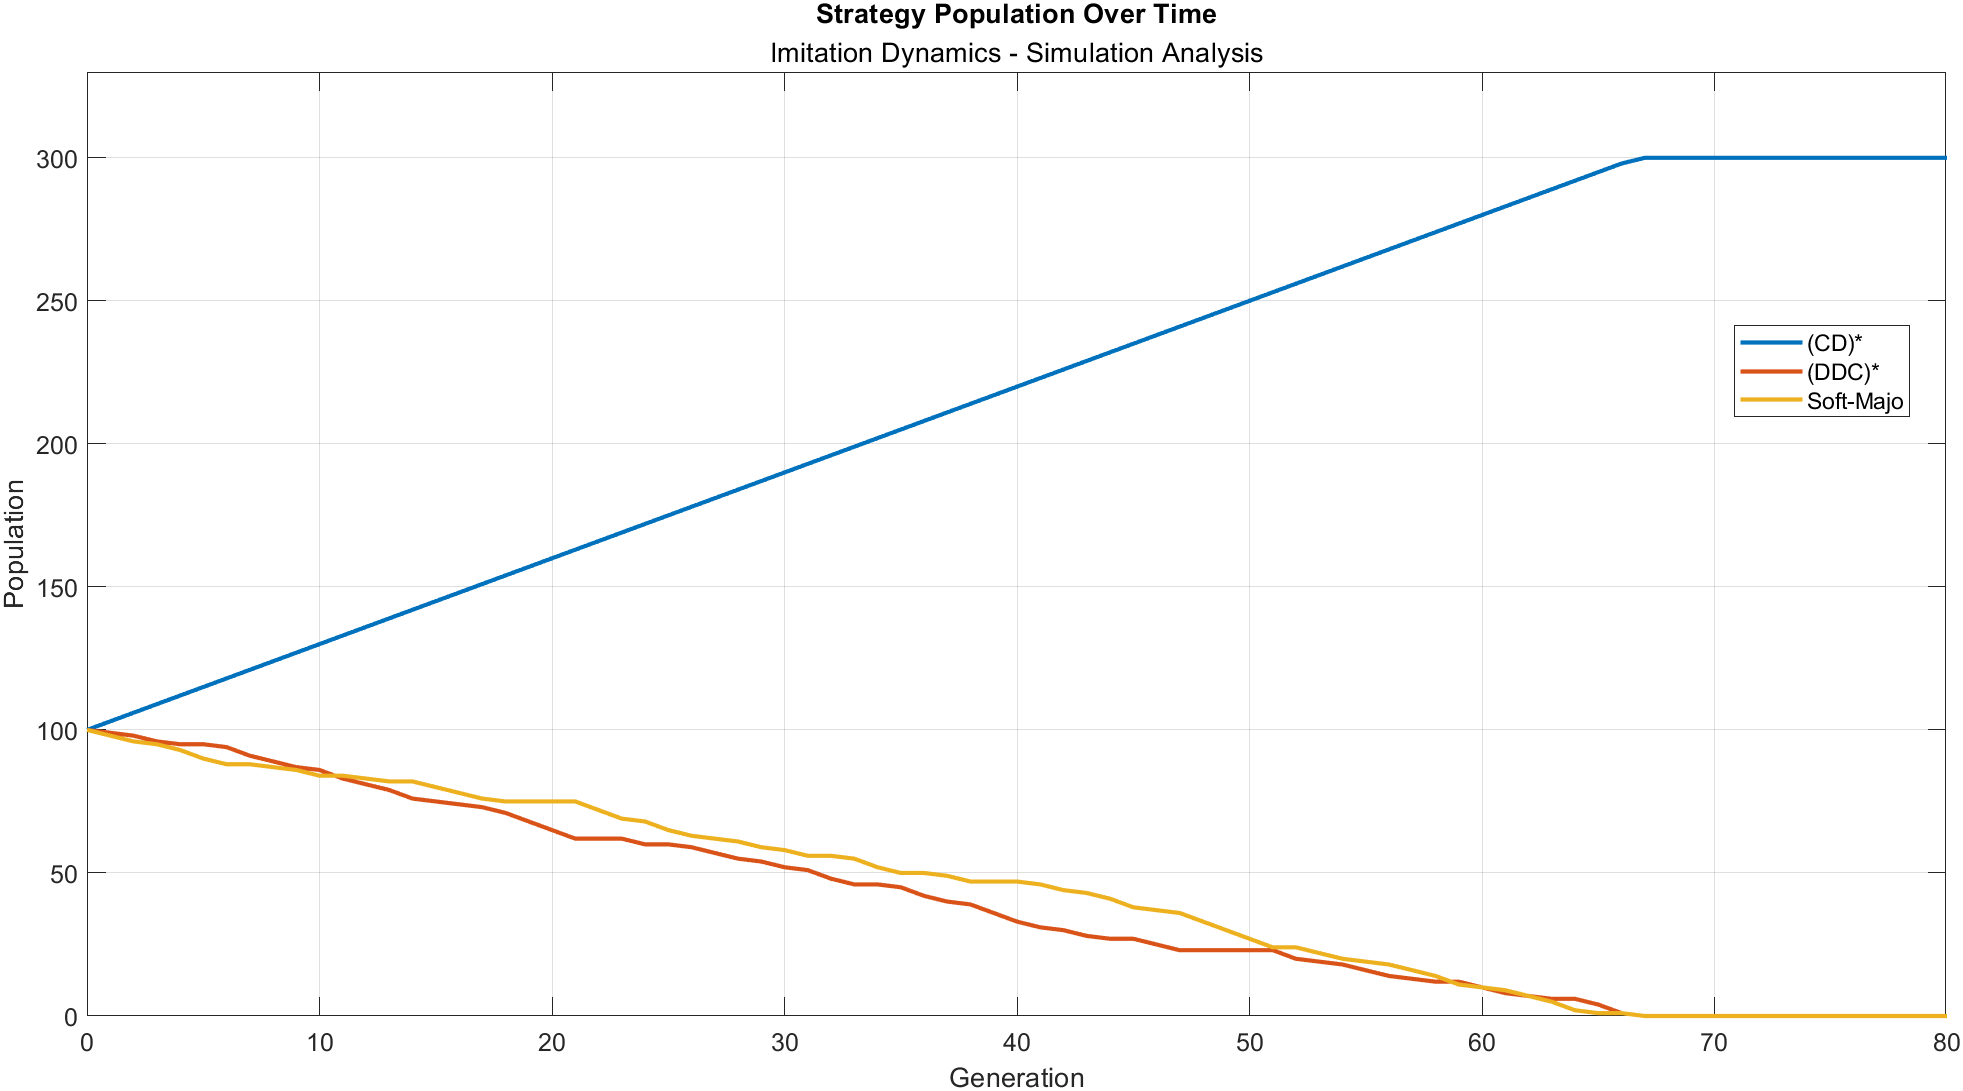 Strategy Population Over Time
Imitation Dynamics - Simulation Analysis
300
250
200
150
100
50
0
Population
(CD)*
(DDC)*
Soft-Majo
0 10 20 30 40 50 60 70 80
Generation